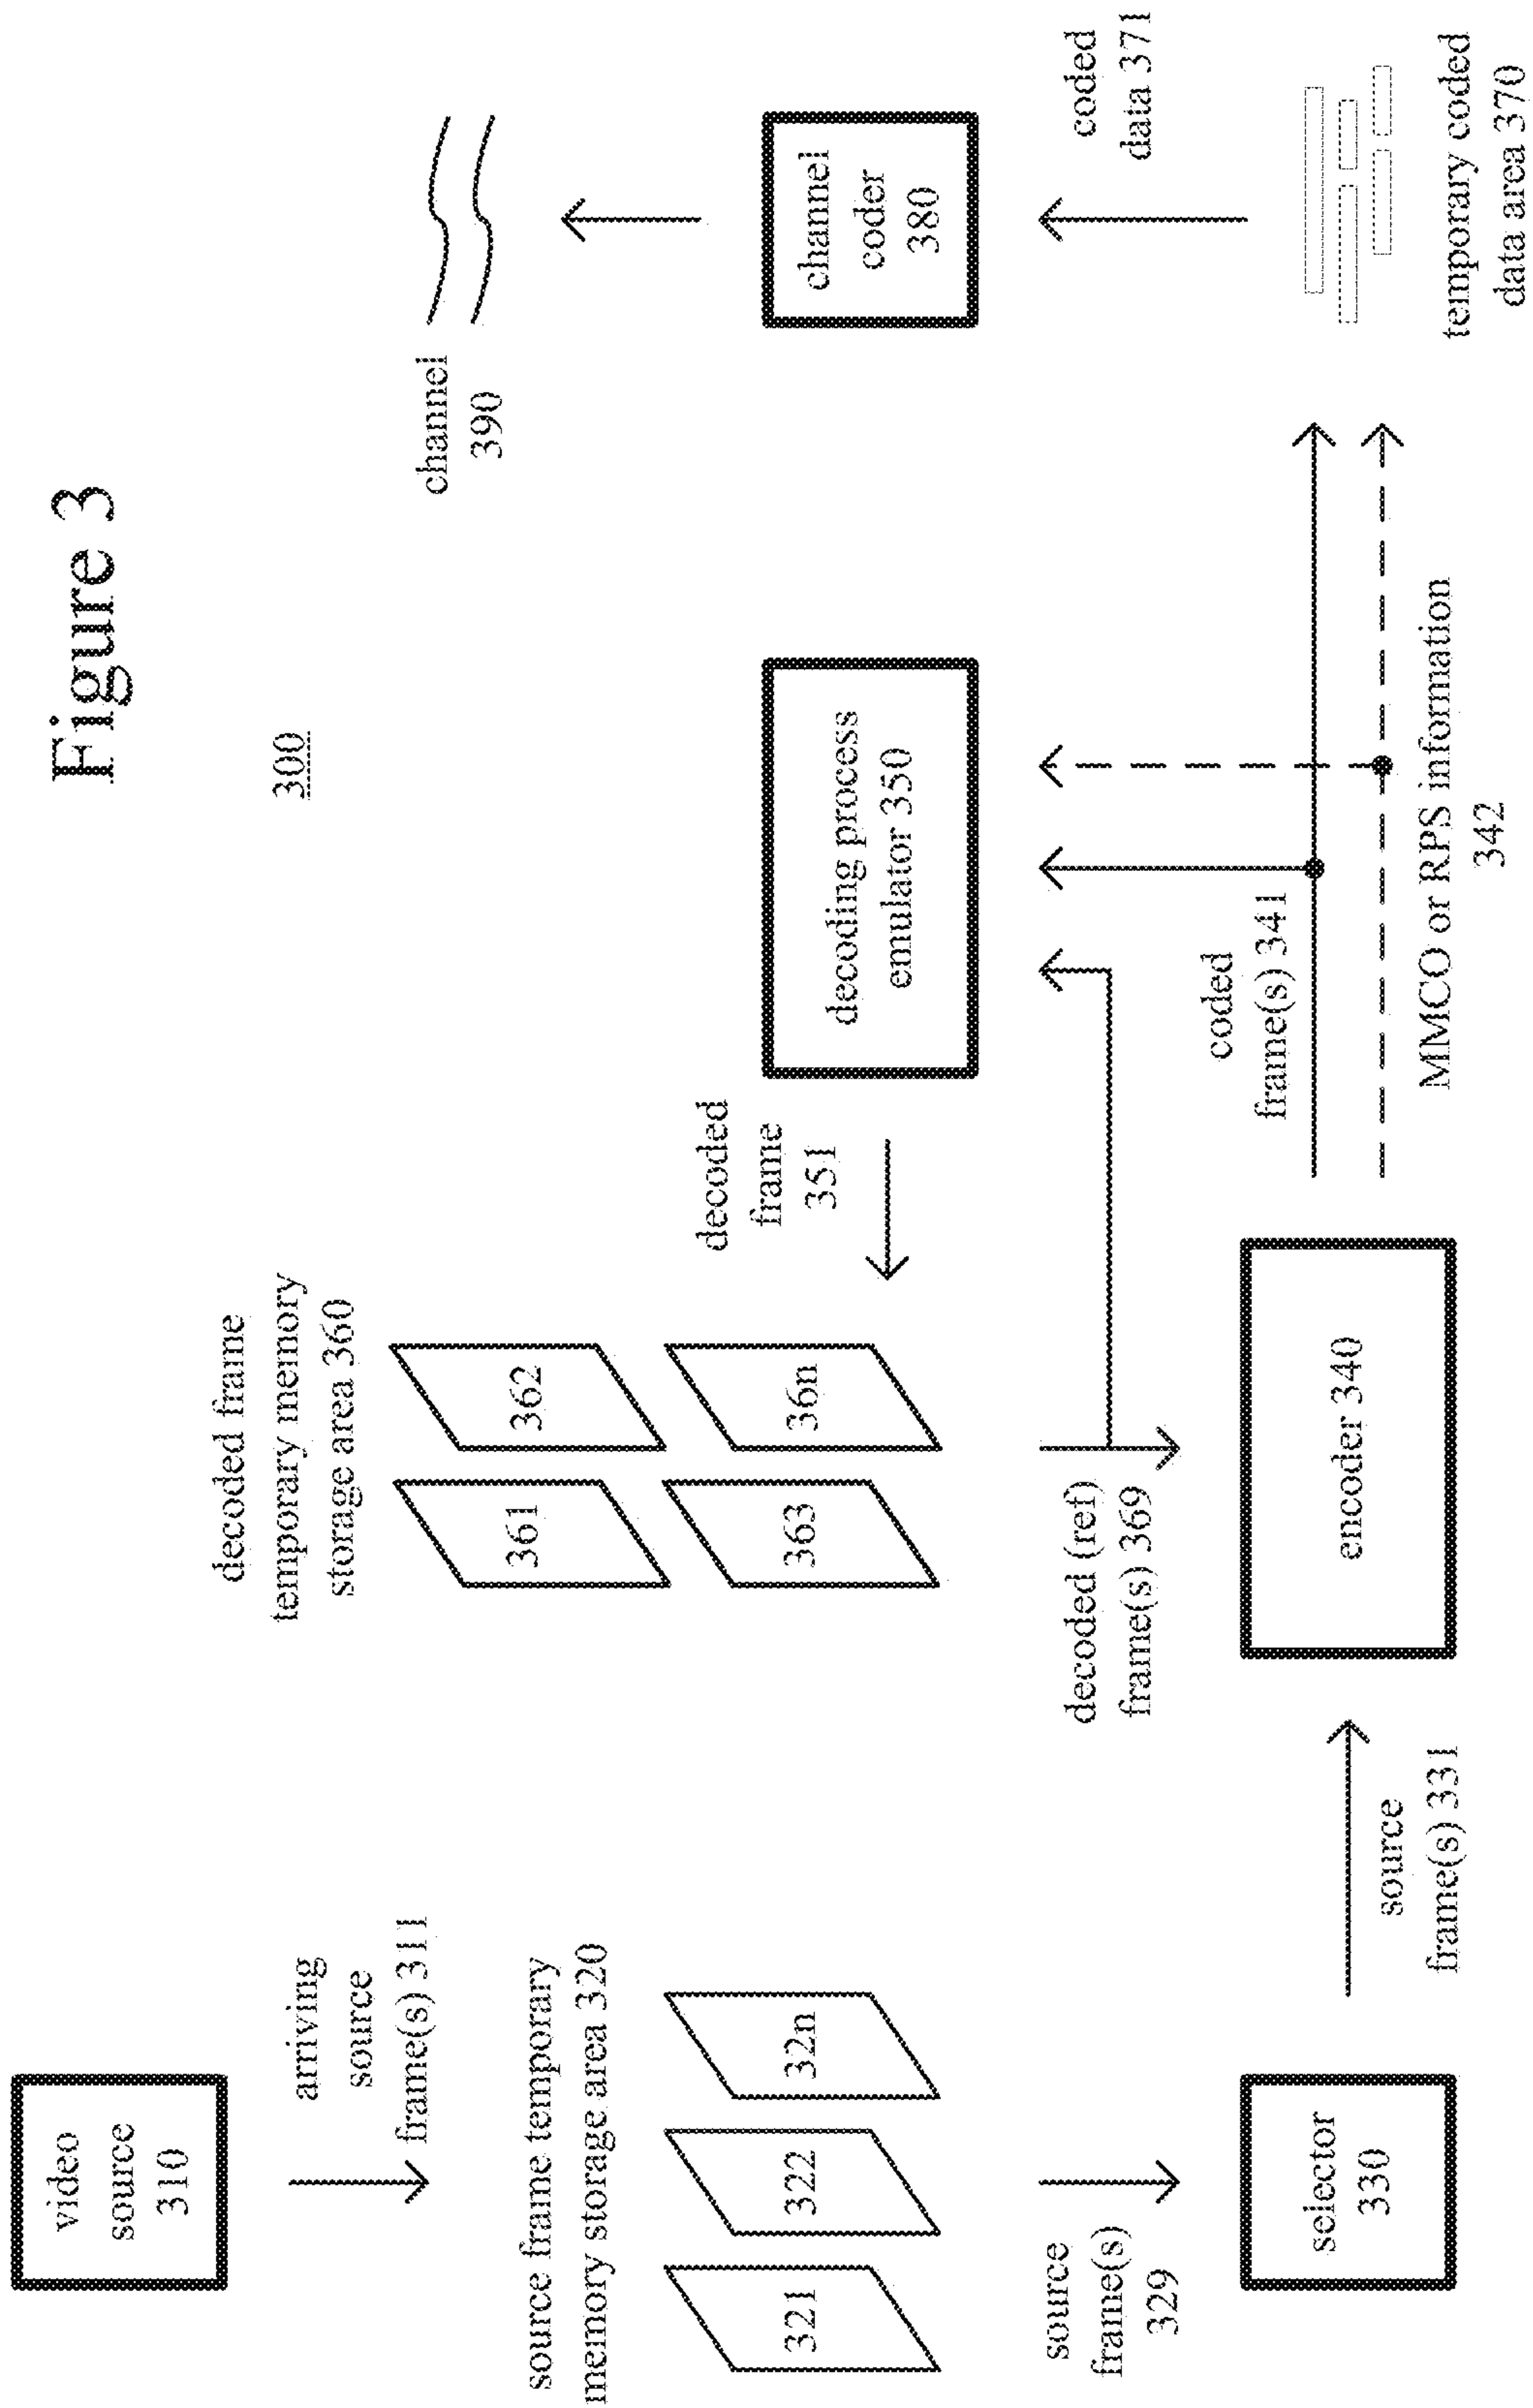 Figure 3
300
video
source
310
arriving
source
frame(s) 311
source frame temporary
memory storage area 320
321
322
32n
source
frame(s)
329
selector
330
source
frame(s) 331
decoded frame
temporary memory
storage area 360
361
362
363
36n
decoded (ref)
frame(s) 369
encoder 340
decoded
frame
351
decoding process
emulator 350
coded
frame(s) 341
MMCO or RPS information
342
channel
390
channel
coder
380
coded
data 371
temporary coded
data area 370